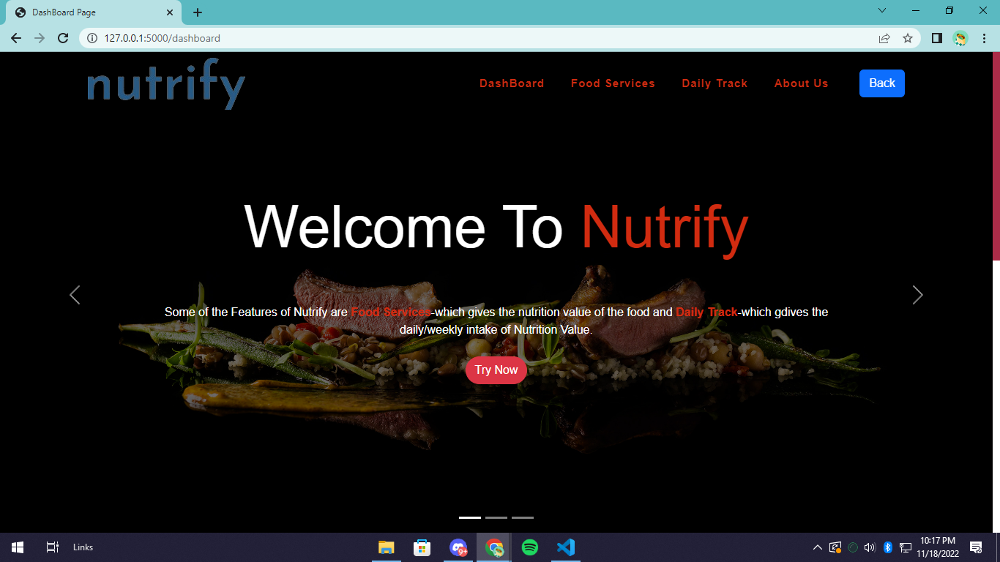 DashBoard Page
127.0.0.1:5000/dashboard
nutrify
DashBoard Food Services Daily Track About Us Back
Welcome To Nutrify
Some of the Features of Nutrify are Food Services-which gives the nutrition value of the food and Daily Track-which gdives the
daily/weekly intake of Nutrition Value.
Try Now
Links
9+
10:17 PM
11/18/2022